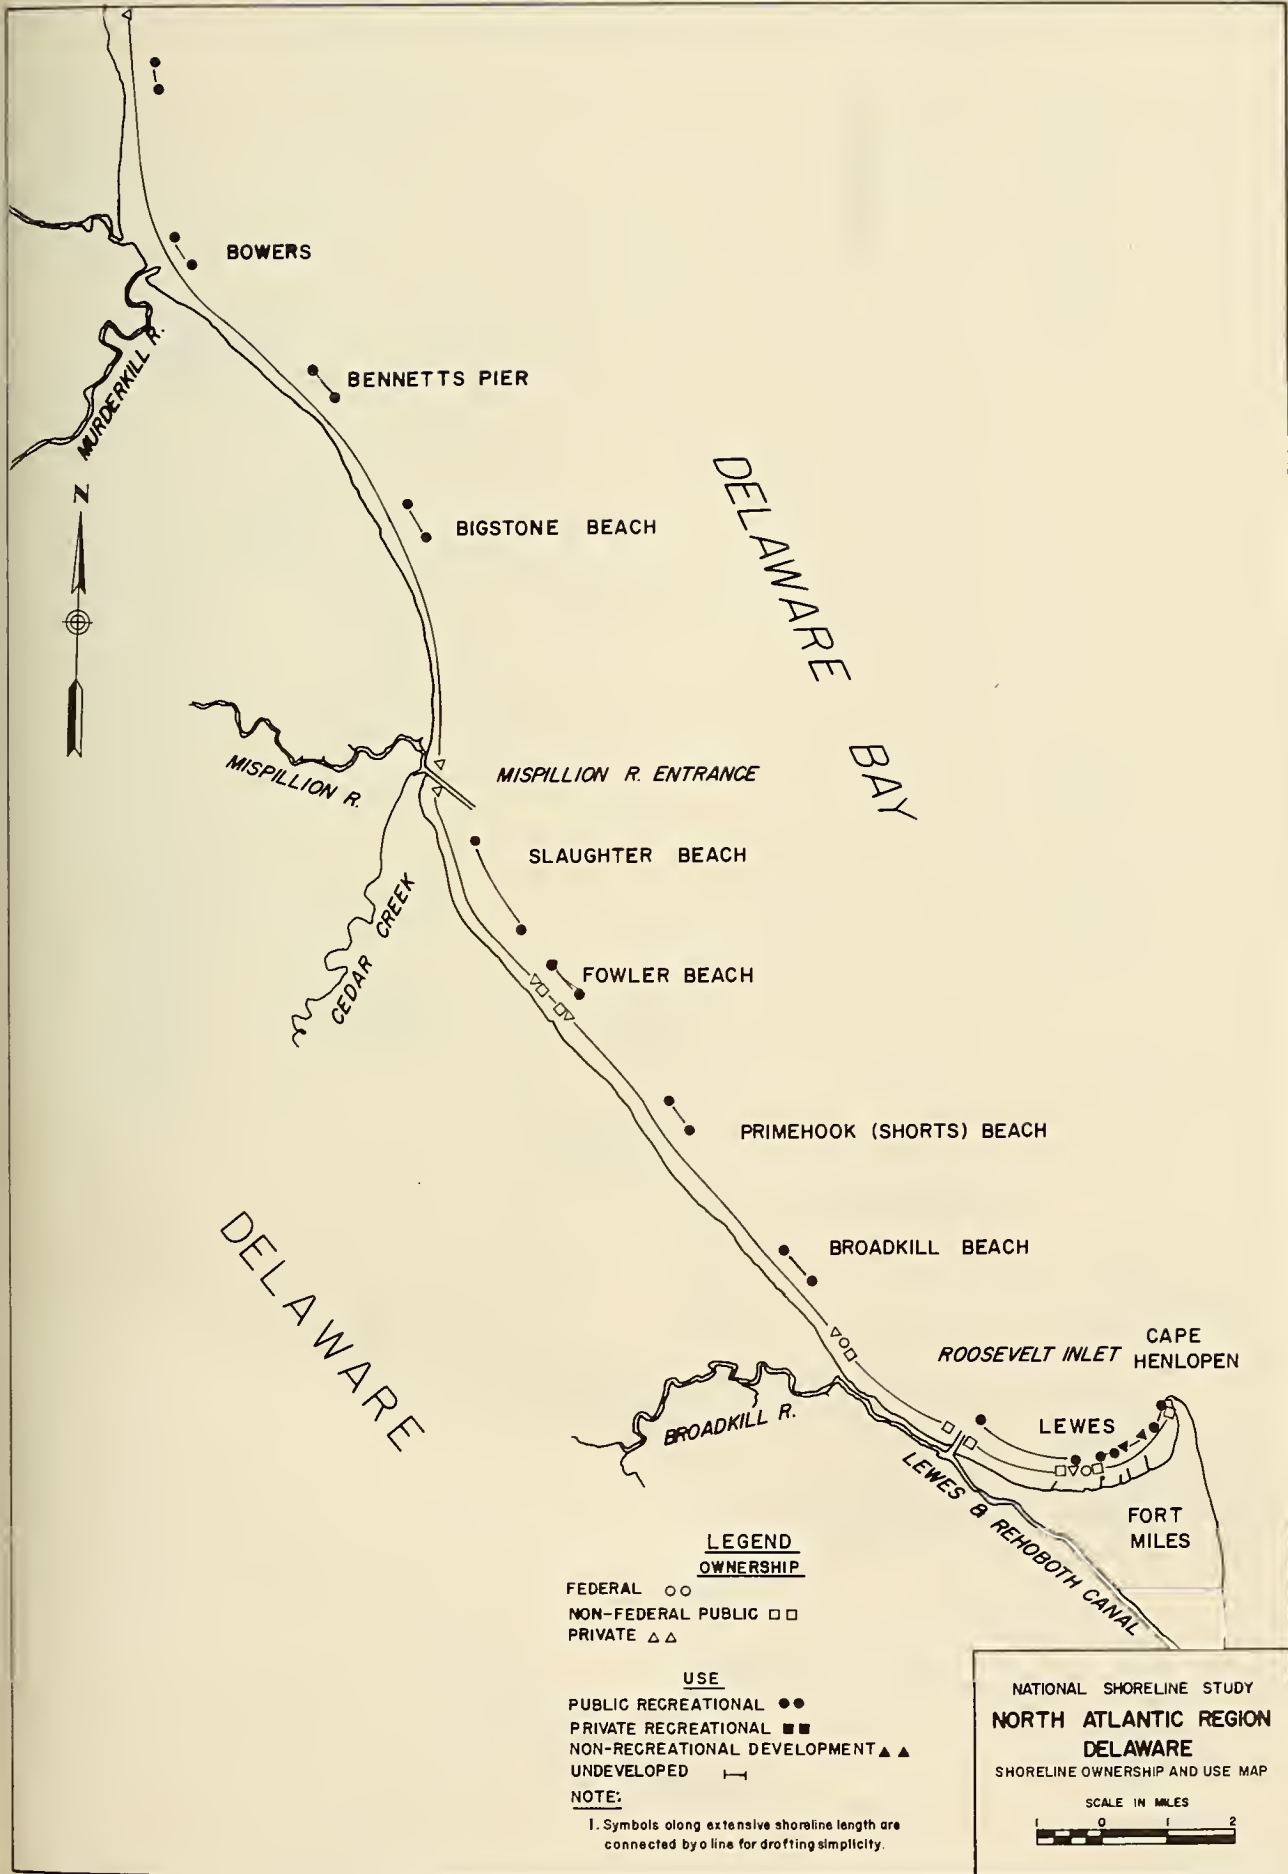 BOWERS
MURDERKILL R.
BENNETTS PIER
N
BIGSTONE BEACH
DELAWARE
BAY
MISPILLION R.
MISPILLION R. ENTRANCE
SLAUGHTER BEACH
CEDAR CREEK
FOWLER BEACH
PRIMEHOOK (SHORTS) BEACH
DELAWARE
BROADKILL BEACH
ROOSEVELT INLET
CAPE
HENLOPEN
BROADKILL R.
LEWES
LEWES & REHOBOTH CANAL
FORT
MILES
LEGEND
OWNERSHIP
FEDERAL
NON-FEDERAL PUBLIC
PRIVATE
USE
PUBLIC RECREATIONAL
PRIVATE RECREATIONAL
NON-RECREATIONAL DEVELOPMENT
UNDEVELOPED
NOTE:
1. Symbols along extensive shoreline length are
connected by a line for drafting simplicity.
NATIONAL SHORELINE STUDY
NORTH ATLANTIC REGION
DELAWARE
SHORELINE OWNERSHIP AND USE MAP
SCALE IN MILES
1 0 1 2